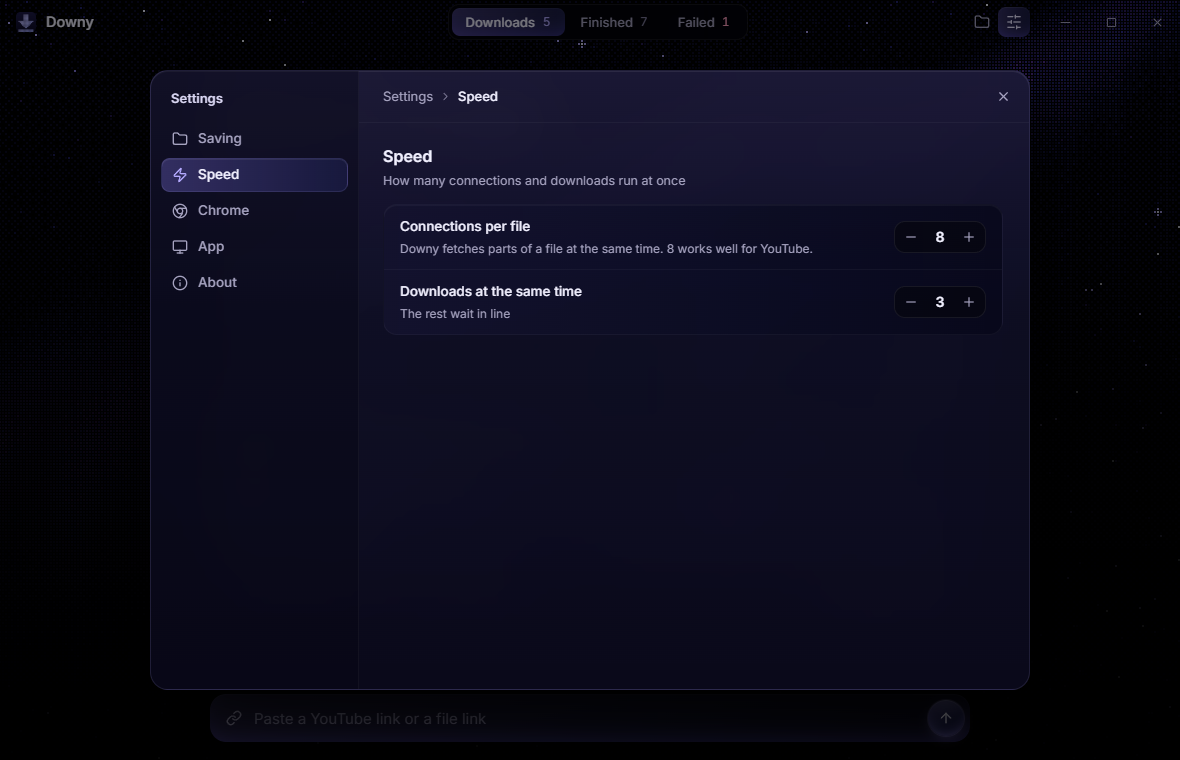 Downy
Downloads 5
Finished 7
Failed 1
Settings
Saving
Speed
Chrome
App
About
Settings > Speed
Speed
How many connections and downloads run at once
Connections per file
Downy fetches parts of a file at the same time. 8 works well for YouTube.
8
Downloads at the same time
The rest wait in line
3
Paste a YouTube link or a file link